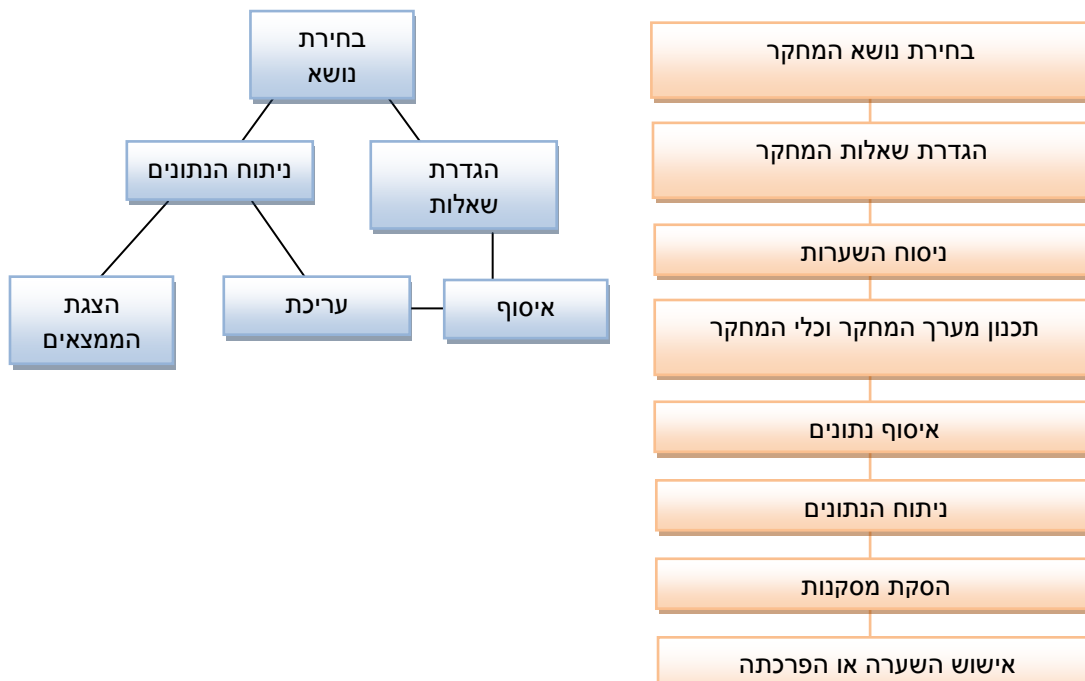 בחירת נושא המחקר
הגדרת שאלות המחקר
ניסוח השערות
תכנון מערך המחקר וכלי המחקר
איסוף נתונים
ניתוח הנתונים
הסקת מסקנות
אישוש השערה או הפרכתה
בחירת
נושא
הגדרת
שאלות
ניתוח הנתונים
איסוף
עריכת
הצגת
הממצאים